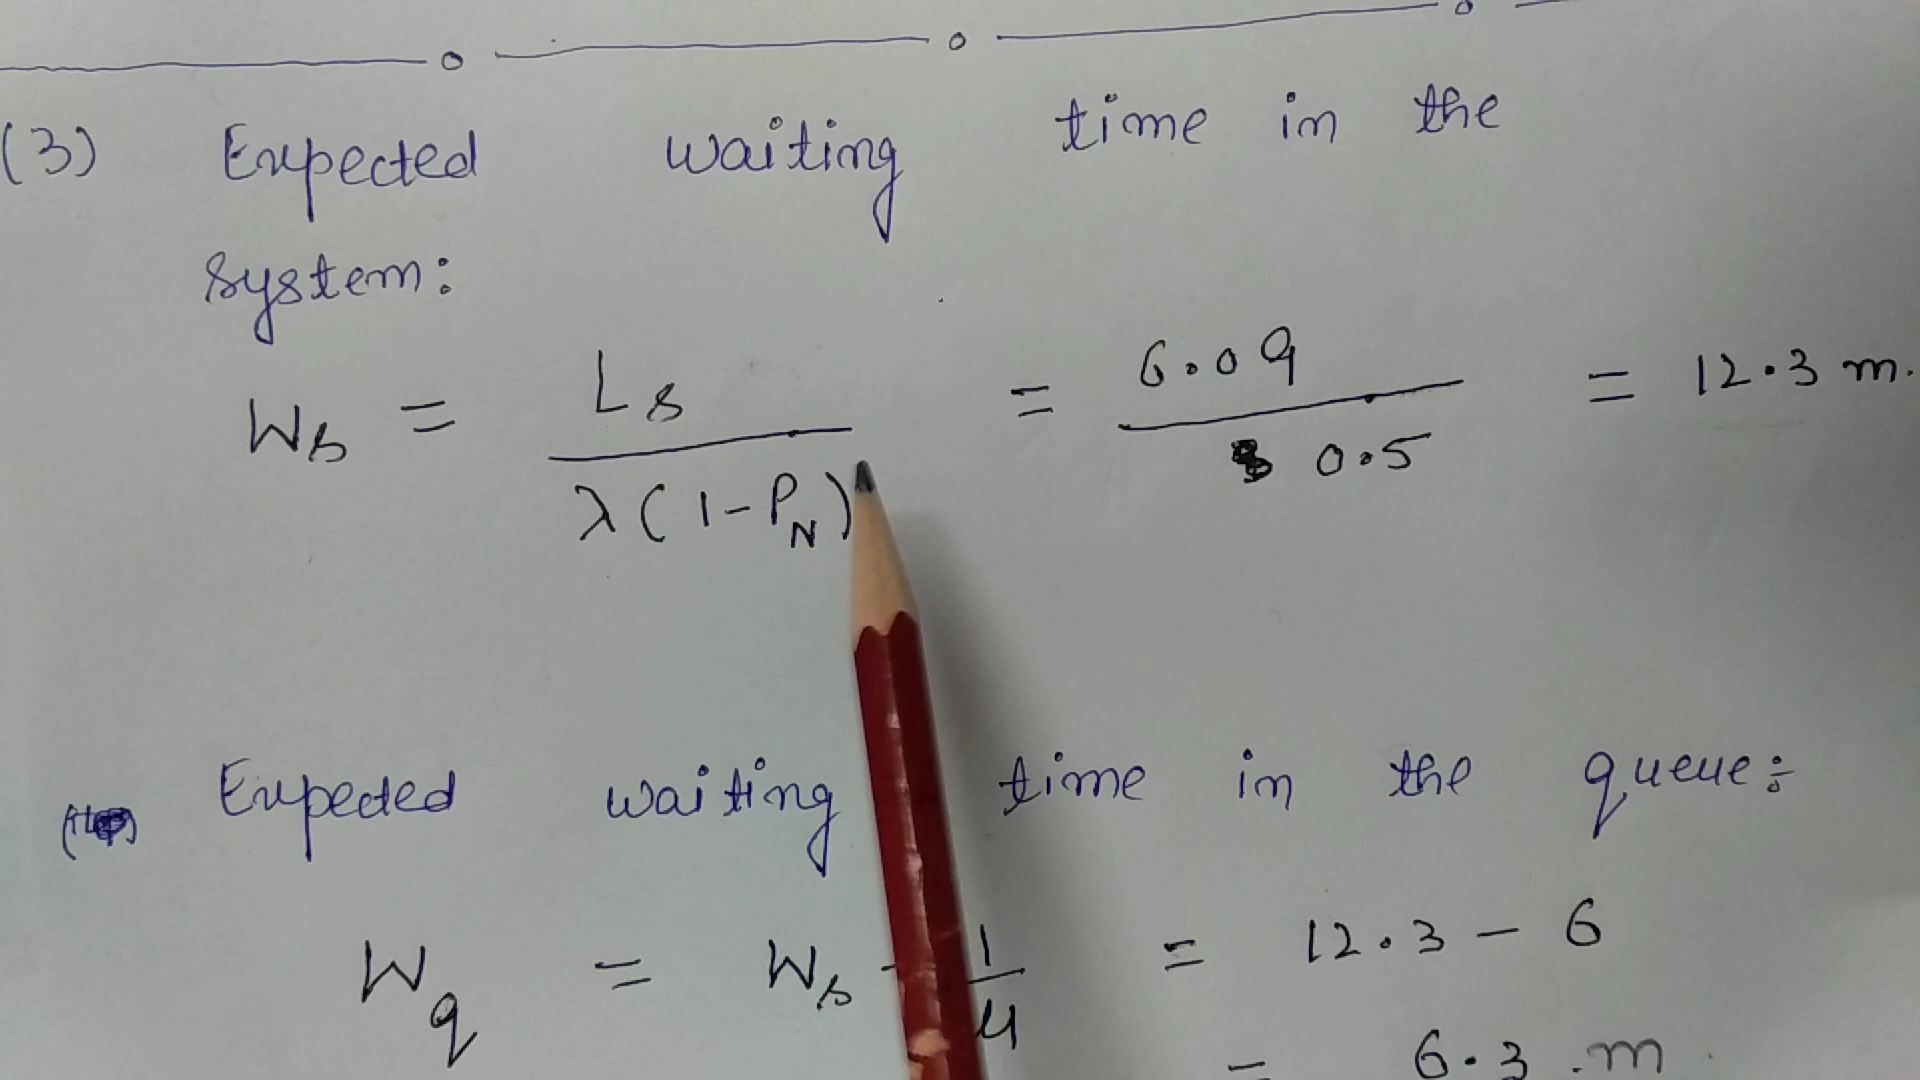 (3) Expected waiting time in the
system:
Ws = Ls / λ(1-PN) = 6.09 / 0.5 = 12.3 m.
Expected waiting time in the queue:
Wq = Ws - 1/μ = 12.3 - 6
= 6.3 .m